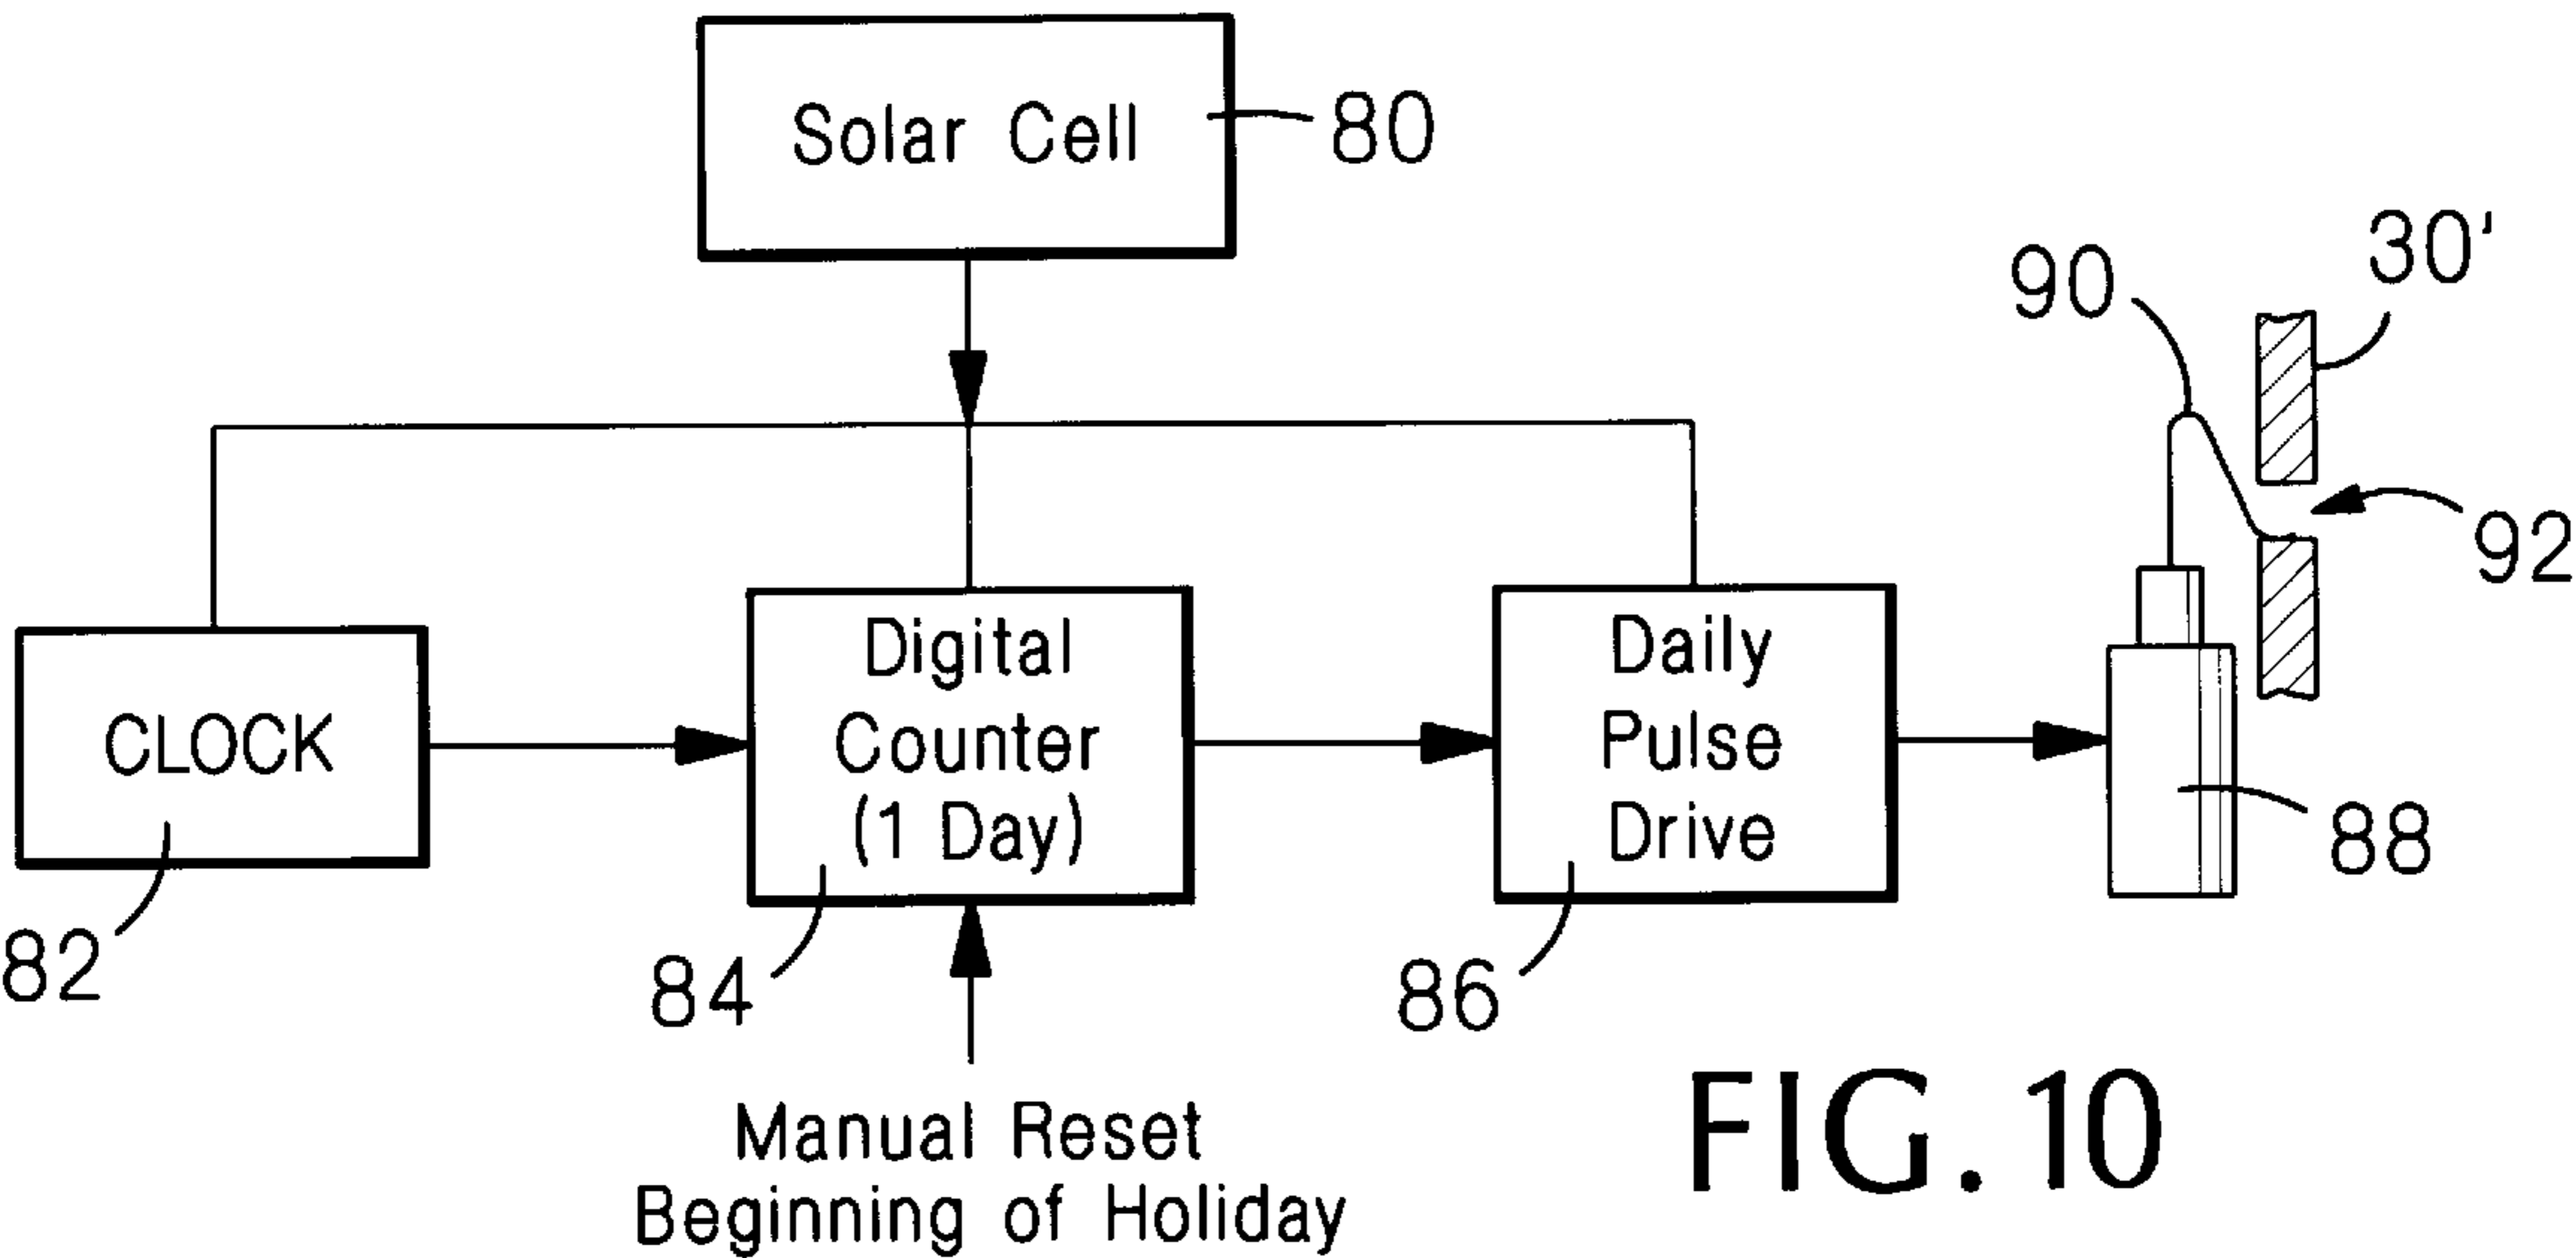 Solar Cell
80
30'
90
92
CLOCK
82
Digital
Counter
(1 Day)
84
Daily
Pulse
Drive
86
88
Manual Reset
Beginning of Holiday
FIG. 10